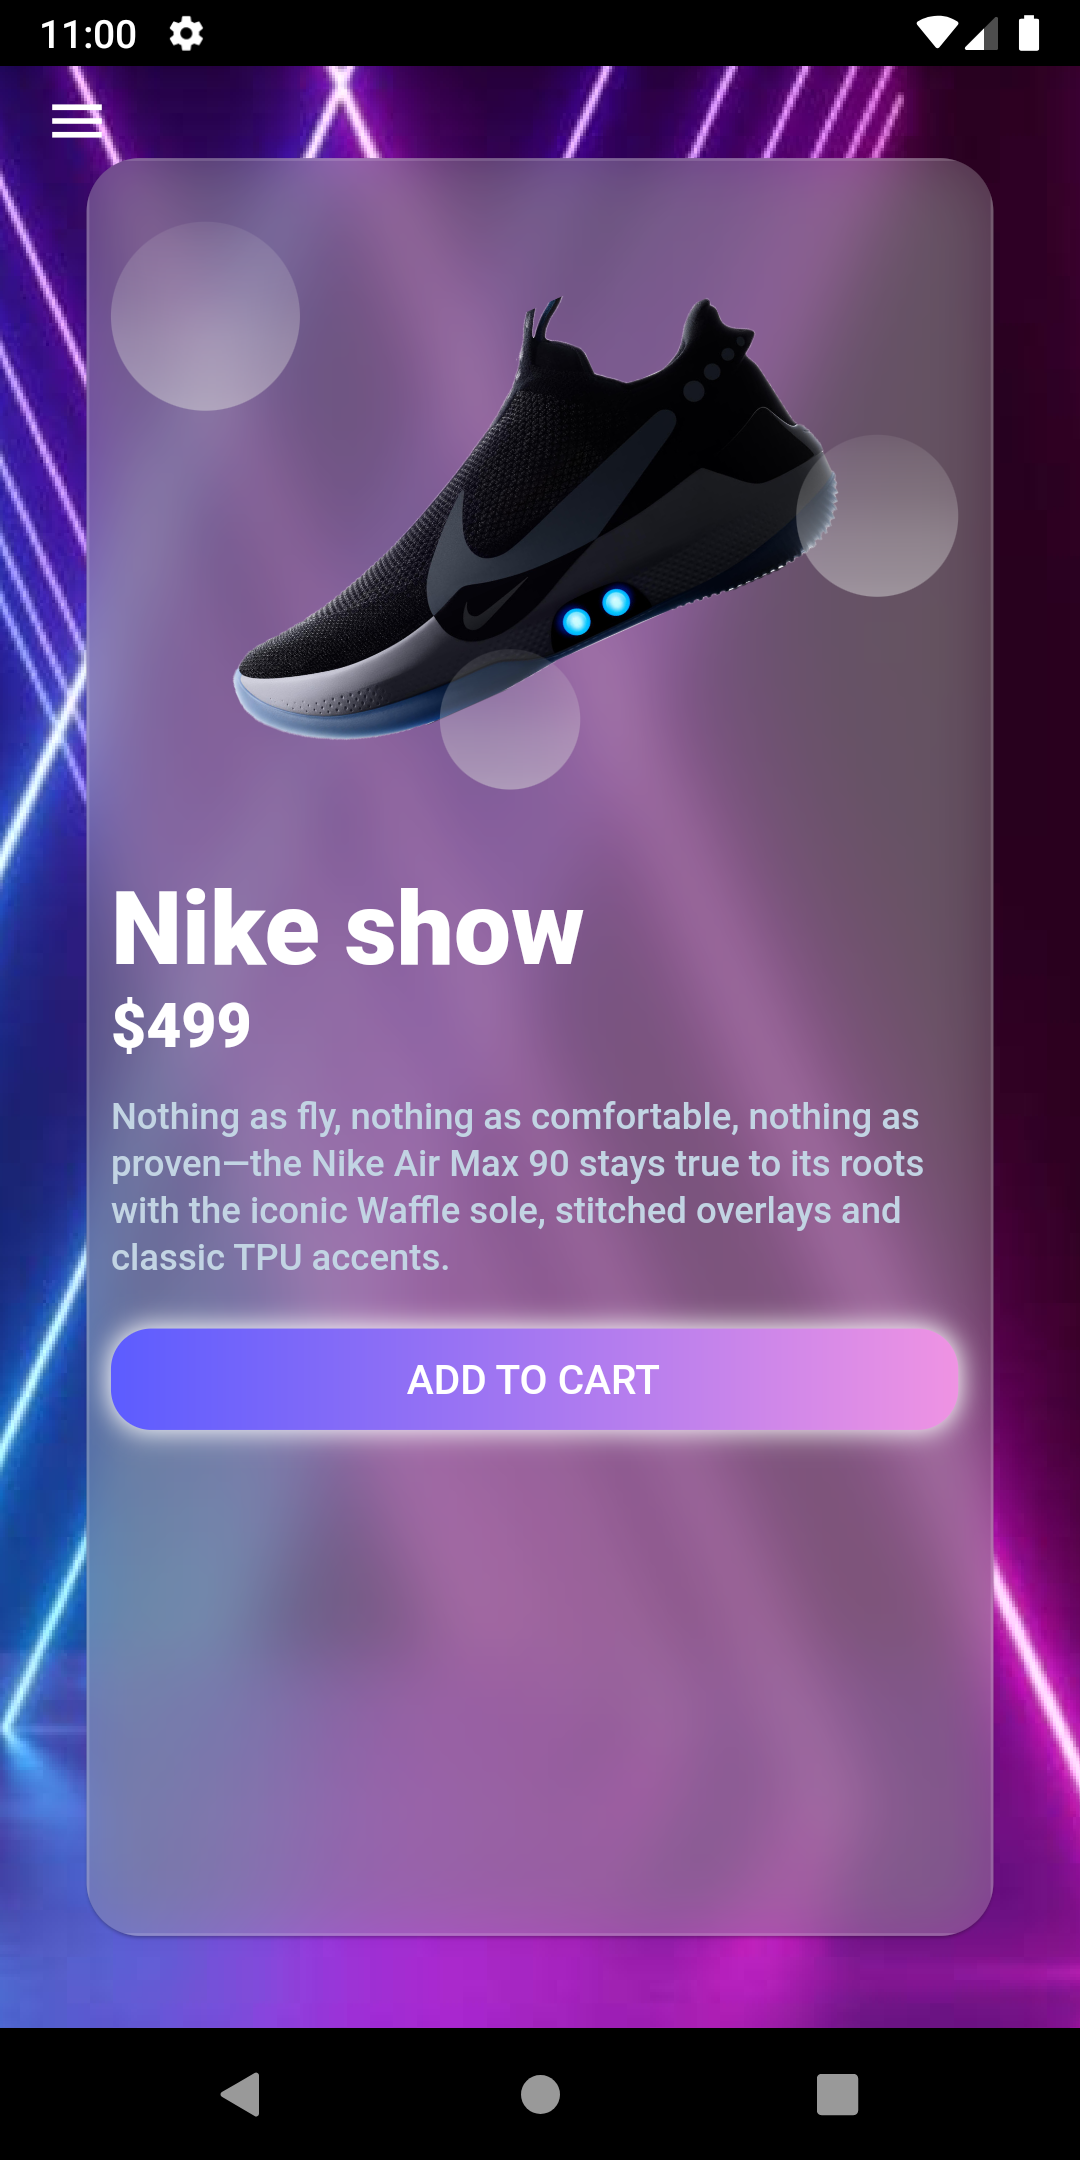 11:00
Nike show
$499
Nothing as fly, nothing as comfortable, nothing as
proven—the Nike Air Max 90 stays true to its roots
with the iconic Waffle sole, stitched overlays and
classic TPU accents.
ADD TO CART